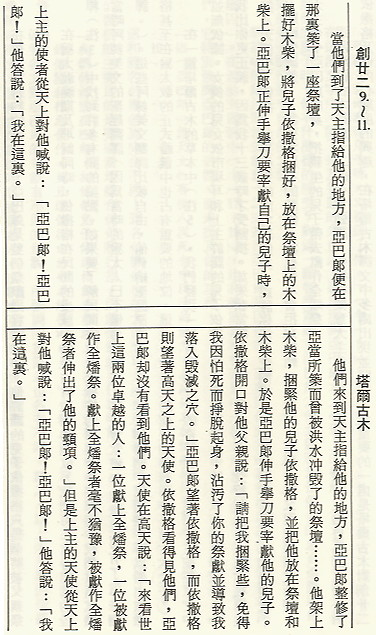 創廿二9.~11.
當他們到了天主指給他的地方，亞巴郎便在
那裏築了一座祭壇，
擺好木柴，將兒子依撒格捆好，放在祭壇上的木
柴上。亞巴郎正伸手舉刀要宰獻自己的兒子時，
上主的使者從天上對他喊說：「亞巴郎！亞巴
郎！」他答說：「我在這裏。」
塔爾古木
他們來到天主指給他的地方，亞巴郎整修了
亞當所築而曾被洪水冲毀了的祭壇……。他架上
木柴，捆緊他的兒子依撒格，並把他放在祭壇和
木柴上。於是亞巴郎伸手舉刀要宰獻他的兒子。
依撒格開口對他父親說：「請把我捆緊些，免得
我因怕死而掙脫起身，沾污了你的祭獻並導致我
落入毀滅之穴。」亞巴郎望著依撒格，而依撒格
則望著高天之上的天使。依撒格看得見他們，亞
巴郎却沒有看到他們。天使在高天說：「來看世
上這兩位卓越的人：一位獻上全燔祭，一位被獻
作全燔祭。獻上全燔祭者毫不猶豫，被獻作全燔
祭者伸出了他的頸項。」但是上主的天使從天上
對他喊說：「亞巴郎！亞巴郎！」他答說：「我
在這裏。」